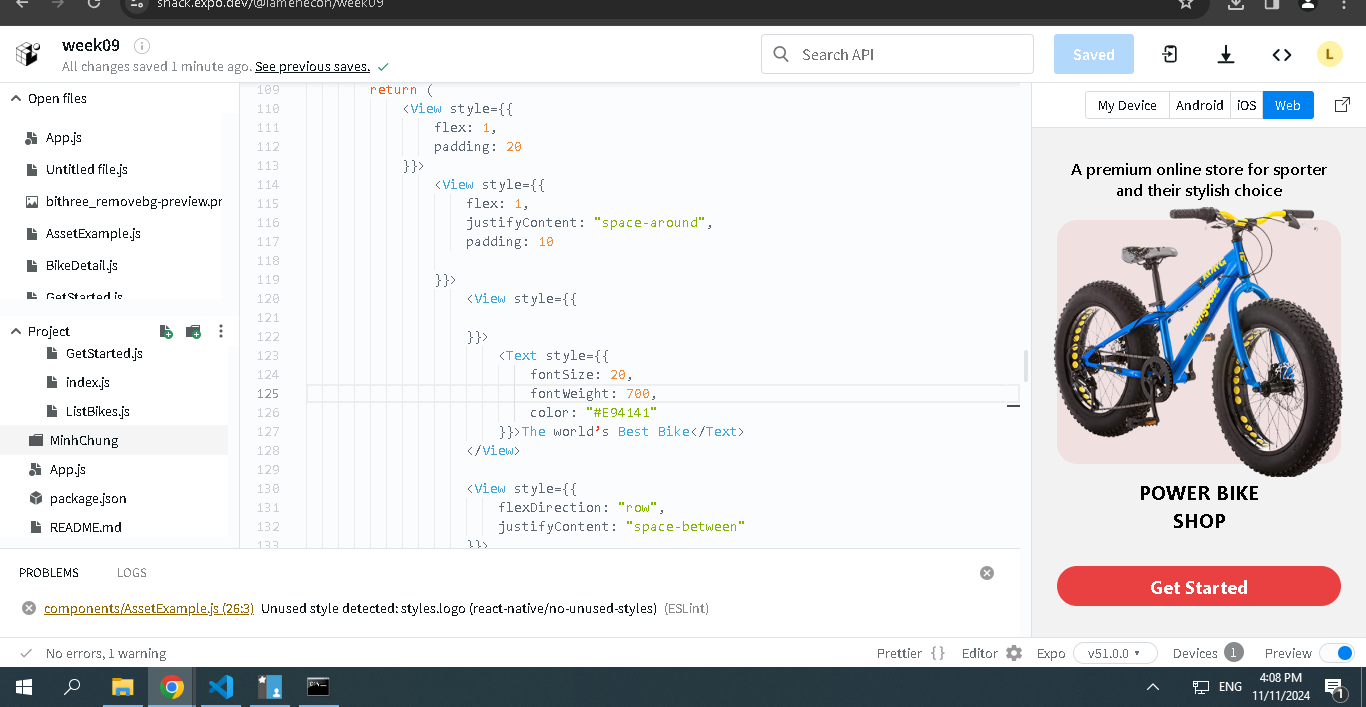 snack.expo.dev/@lamehecon/week09
week09
All changes saved 1 minute ago. See previous saves.
Search API
Saved
L
Open files
App.js
Untitled file.js
bithree_removebg-preview.pr
AssetExample.js
BikeDetail.js
GetStarted.js
Project
GetStarted.js
index.js
ListBikes.js
MinhChung
App.js
package.json
README.md
109 return (
110 <View style={{
111 flex: 1,
112 padding: 20
113 }}>
114 <View style={{
115 flex: 1,
116 justifyContent: "space-around",
117 padding: 10
118
119 }}>
120 <View style={{
121
122 }}>
123 <Text style={{
124 fontSize: 20,
125 fontWeight: 700,
126 color: "#E94141"
127 }}>The world’s Best Bike</Text>
128 </View>
129
130 <View style={{
131 flexDirection: "row",
132 justifyContent: "space-between"
133 }}>
My Device
Android
iOS
Web
A premium online store for sporter
and their stylish choice
KONG
mongoose
POWER BIKE
SHOP
Get Started
PROBLEMS
LOGS
components/AssetExample.js (26:3) Unused style detected: styles.logo (react-native/no-unused-styles) (ESLint)
No errors, 1 warning
Prettier {}
Editor
Expo
v51.0.0
Devices 1
Preview
ENG
4:08 PM
11/11/2024
1